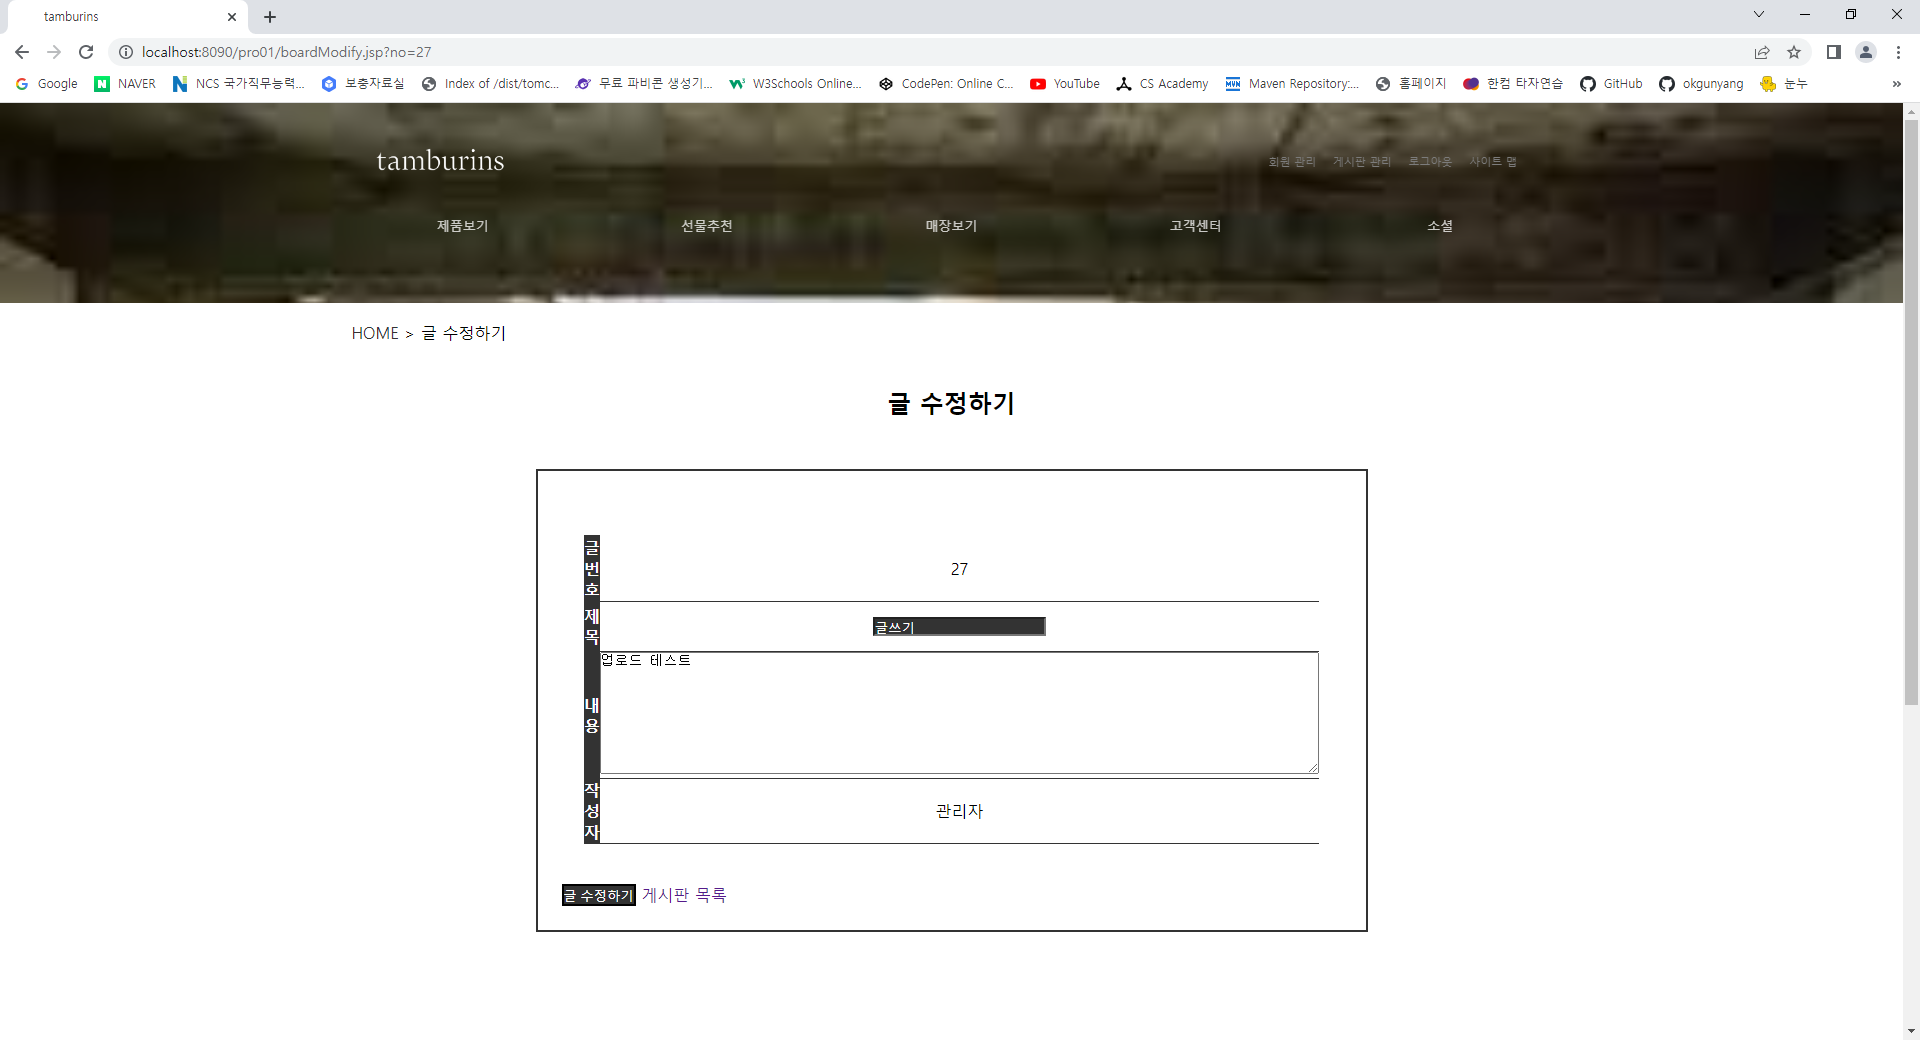 tamburins
localhost:8090/pro01/boardModify.jsp?no=27
Google NAVER NCS 국가직무능력... 보충자료실 Index of /dist/tomc... 무료 파비콘 생성기... W3Schools Online... CodePen: Online C... YouTube CS Academy Maven Repository:... 홈페이지 한컴 타자연습 GitHub okgunyang 눈누 »
tamburins 회원 관리 게시판 관리 로그아웃 사이트 맵
제품보기 선물추천 매장보기 고객센터 소셜
HOME > 글 수정하기
글 수정하기
글번호 27
제목 글쓰기
내용 업로드 테스트
작성자 관리자
글 수정하기 게시판 목록